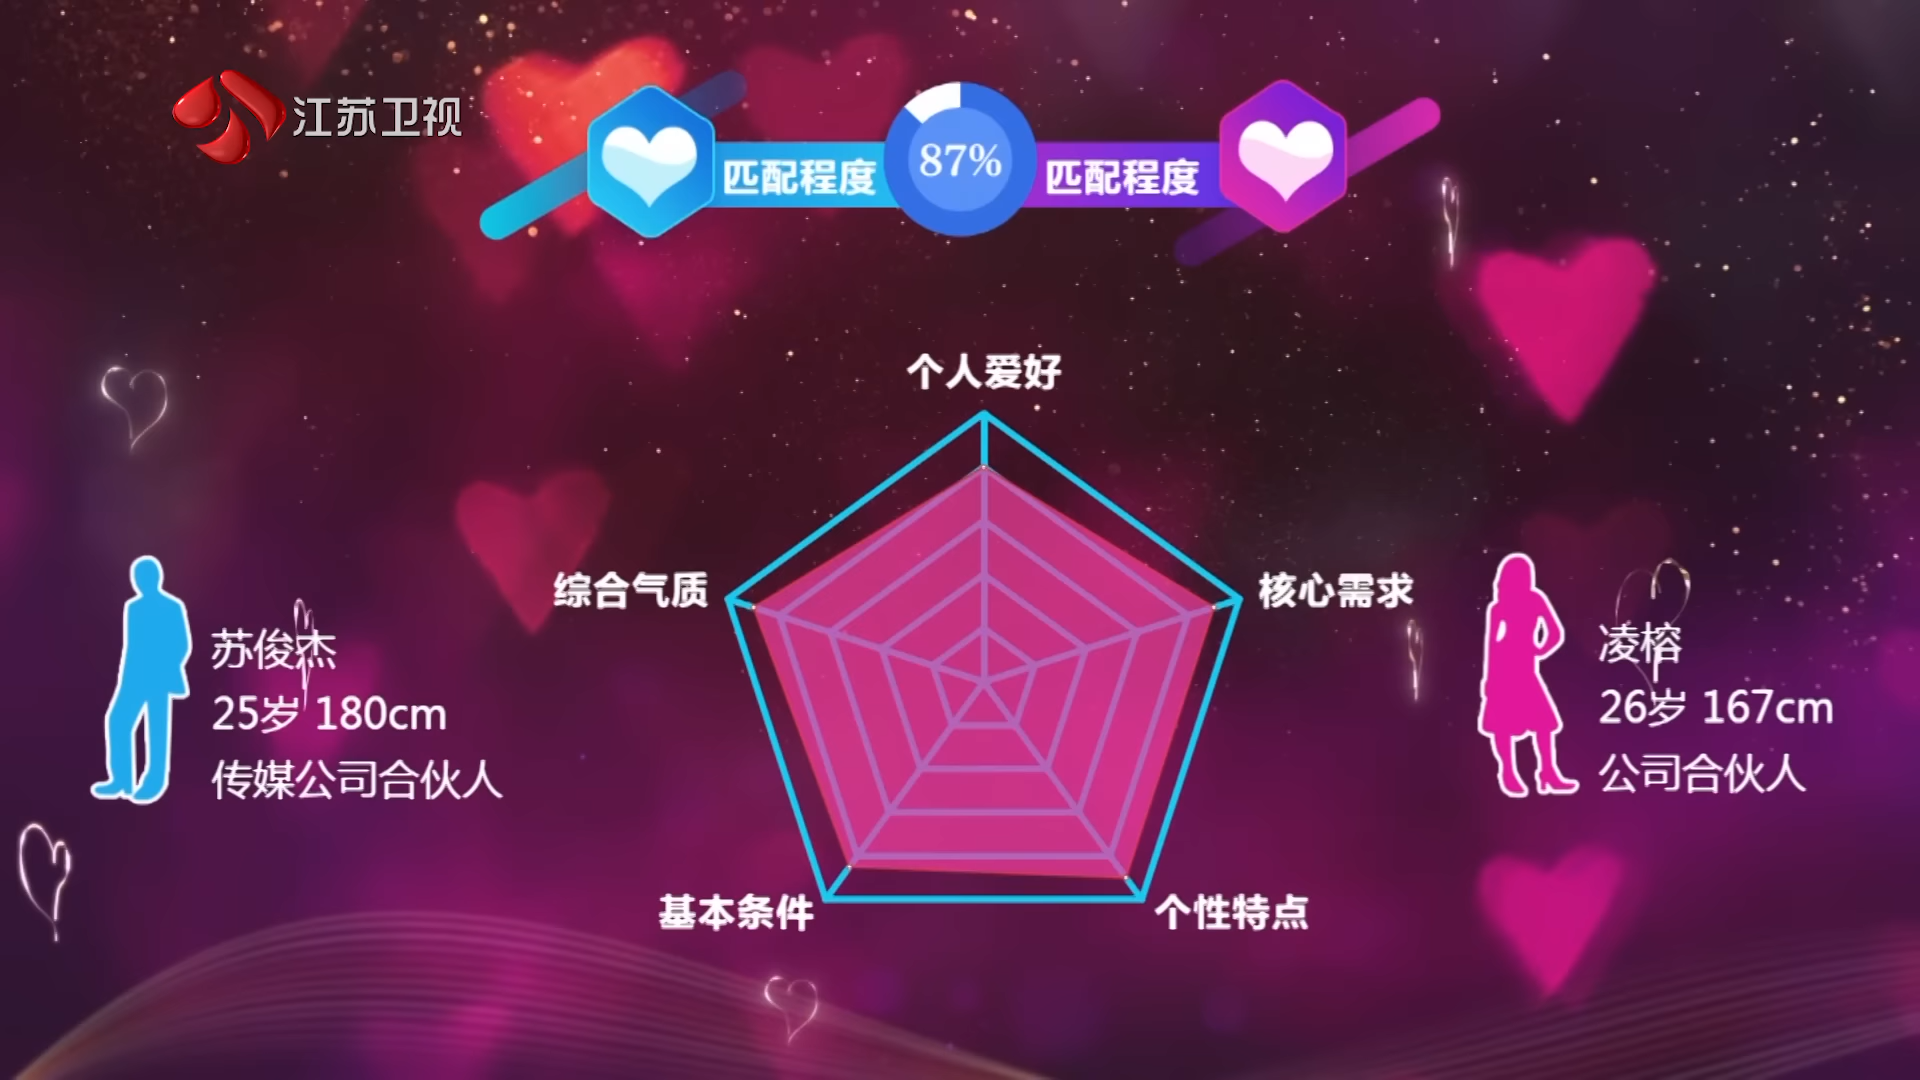 江苏卫视
匹配程度
87%
匹配程度
个人爱好
综合气质
核心需求
苏俊杰
25岁 180cm
传媒公司合伙人
凌榕
26岁 167cm
公司合伙人
基本条件
个性特点